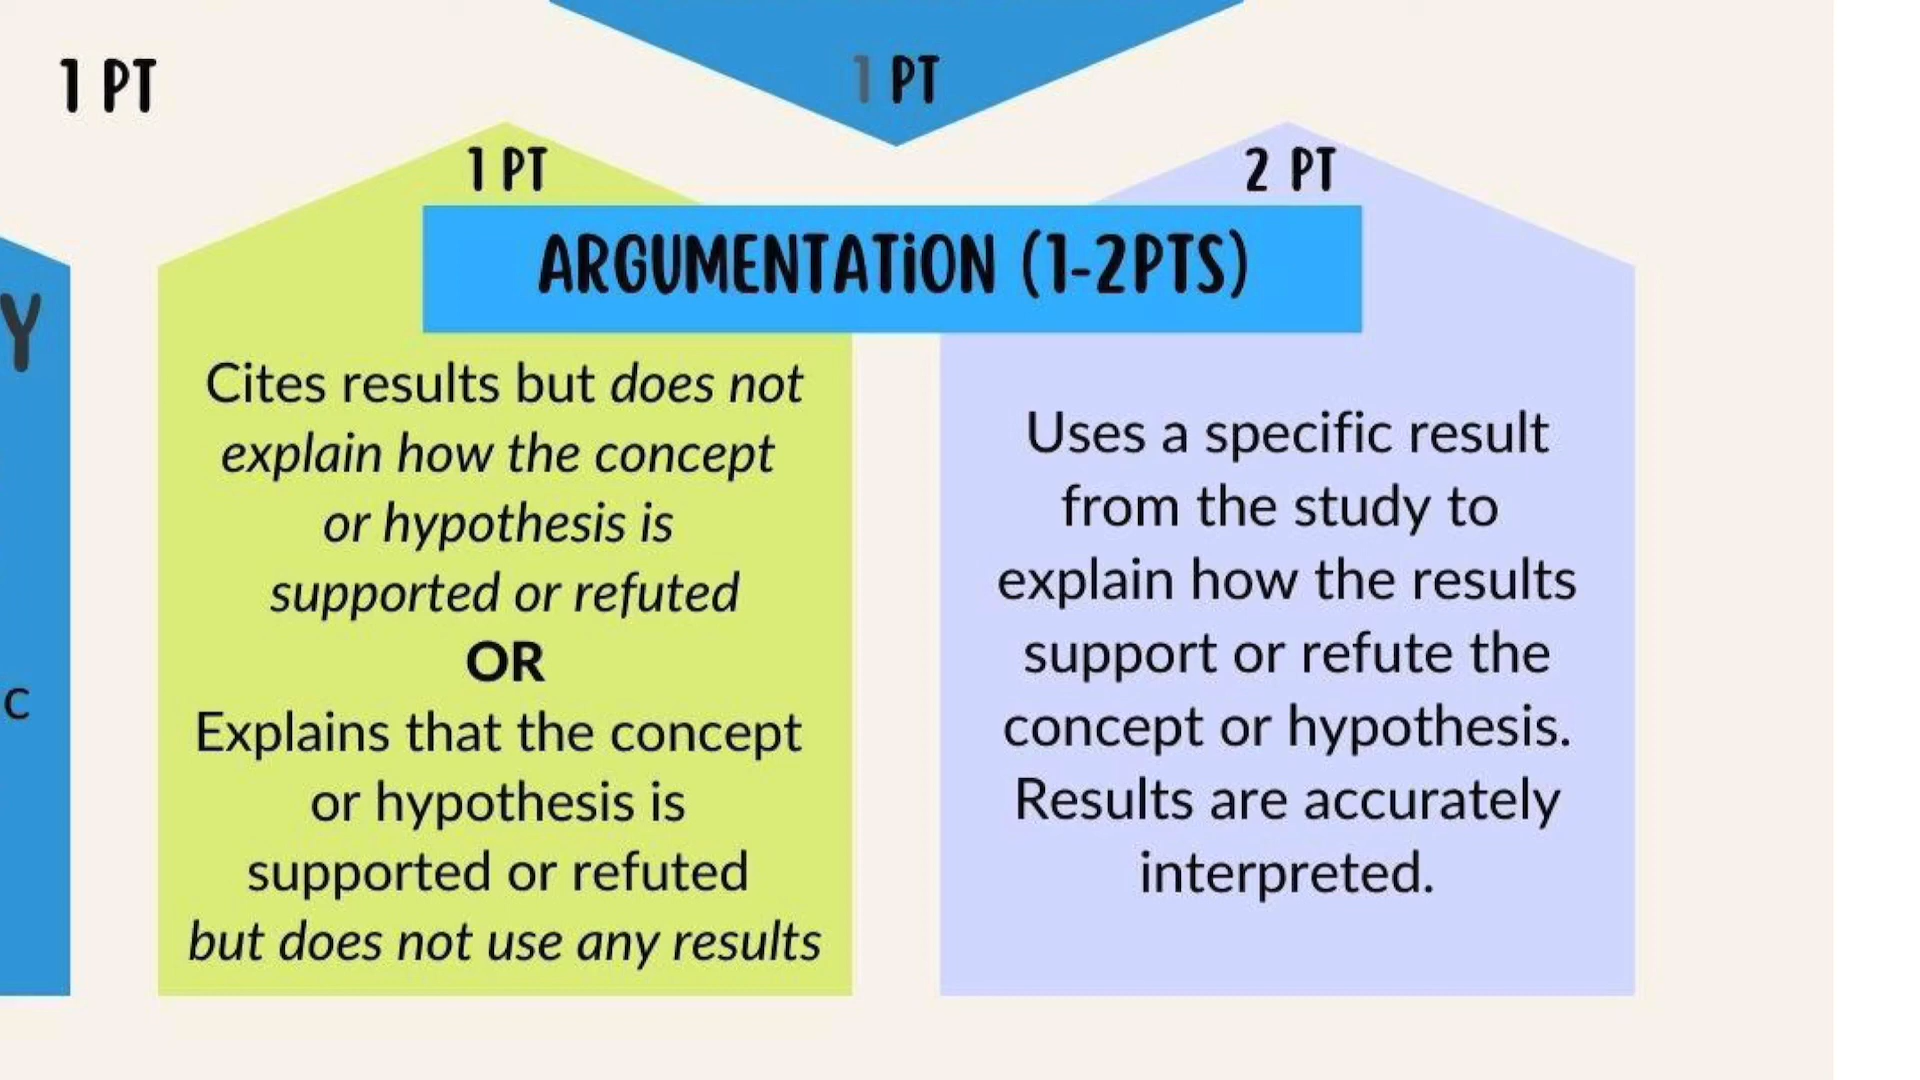 1 PT
1 PT
1 PT
2 PT
ARGUMENTATiON (1-2PTS)
Y
c
Cites results but does not
explain how the concept
or hypothesis is
supported or refuted
OR
Explains that the concept
or hypothesis is
supported or refuted
but does not use any results
Uses a specific result
from the study to
explain how the results
support or refute the
concept or hypothesis.
Results are accurately
interpreted.